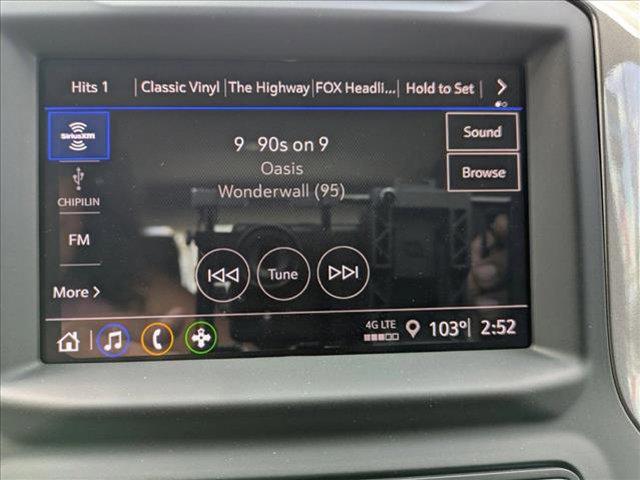 Hits 1 | Classic Vinyl | The Highway | FOX Headli... | Hold to Set |
SiriusXM
9 90s on 9
Oasis
Wonderwall (95)
Sound
Browse
CHIPILIN
FM
Tune
More >
4G LTE 103° 2:52